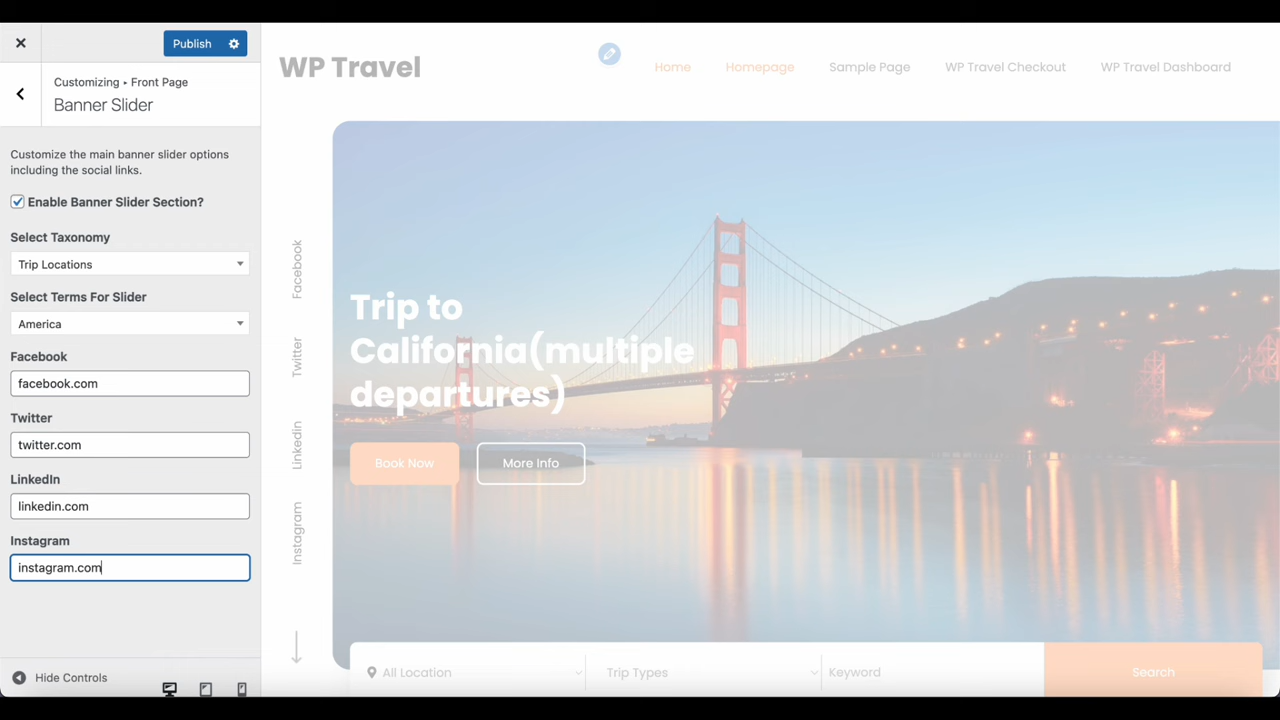 Publish
Customizing ▸ Front Page
Banner Slider
Customize the main banner slider options
including the social links.
Enable Banner Slider Section?
Select Taxonomy
Trip Locations
Select Terms For Slider
America
Facebook
facebook.com
Twitter
twitter.com
LinkedIn
linkedin.com
Instagram
instagram.com
Hide Controls
WP Travel
Home Homepage Sample Page WP Travel Checkout WP Travel Dashboard
Facebook
Twitter
Linkedin
Instagram
Trip to
California(multiple
departures)
Book Now More Info
All Location Trip Types Keyword Search